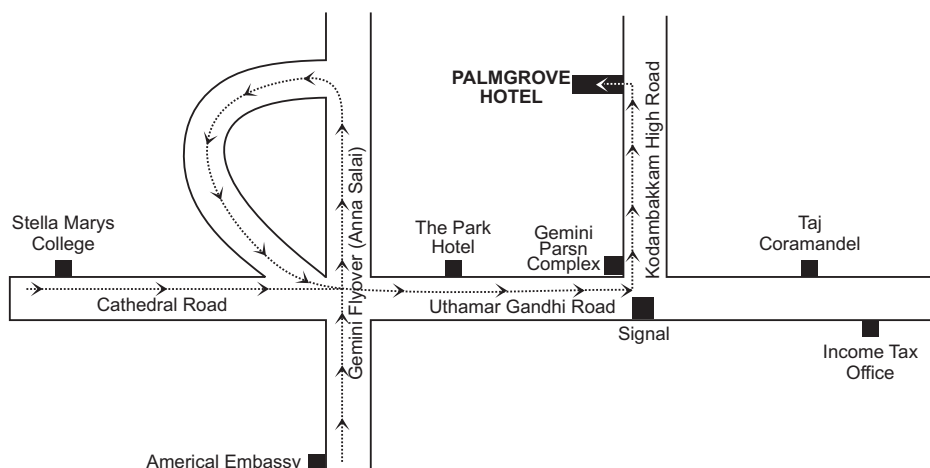 PALMGROVE
HOTEL
Kodambakkam High Road
Gemini Flyover (Anna Salai)
Stella Marys
College
The Park
Hotel
Gemini
Parsn
Complex
Taj
Coramandel
Cathedral Road
Uthamar Gandhi Road
Signal
Income Tax
Office
Americal Embassy